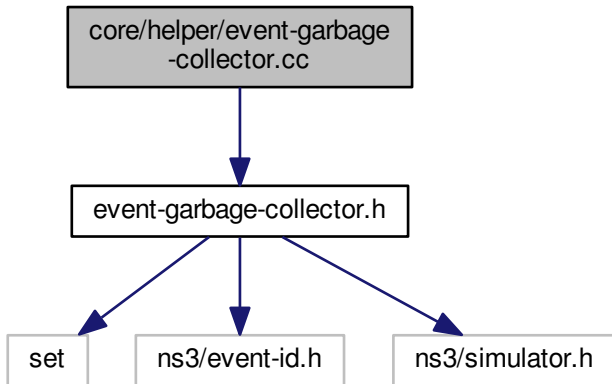 core/helper/event-garbage
-collector.cc
event-garbage-collector.h
set
ns3/event-id.h
ns3/simulator.h